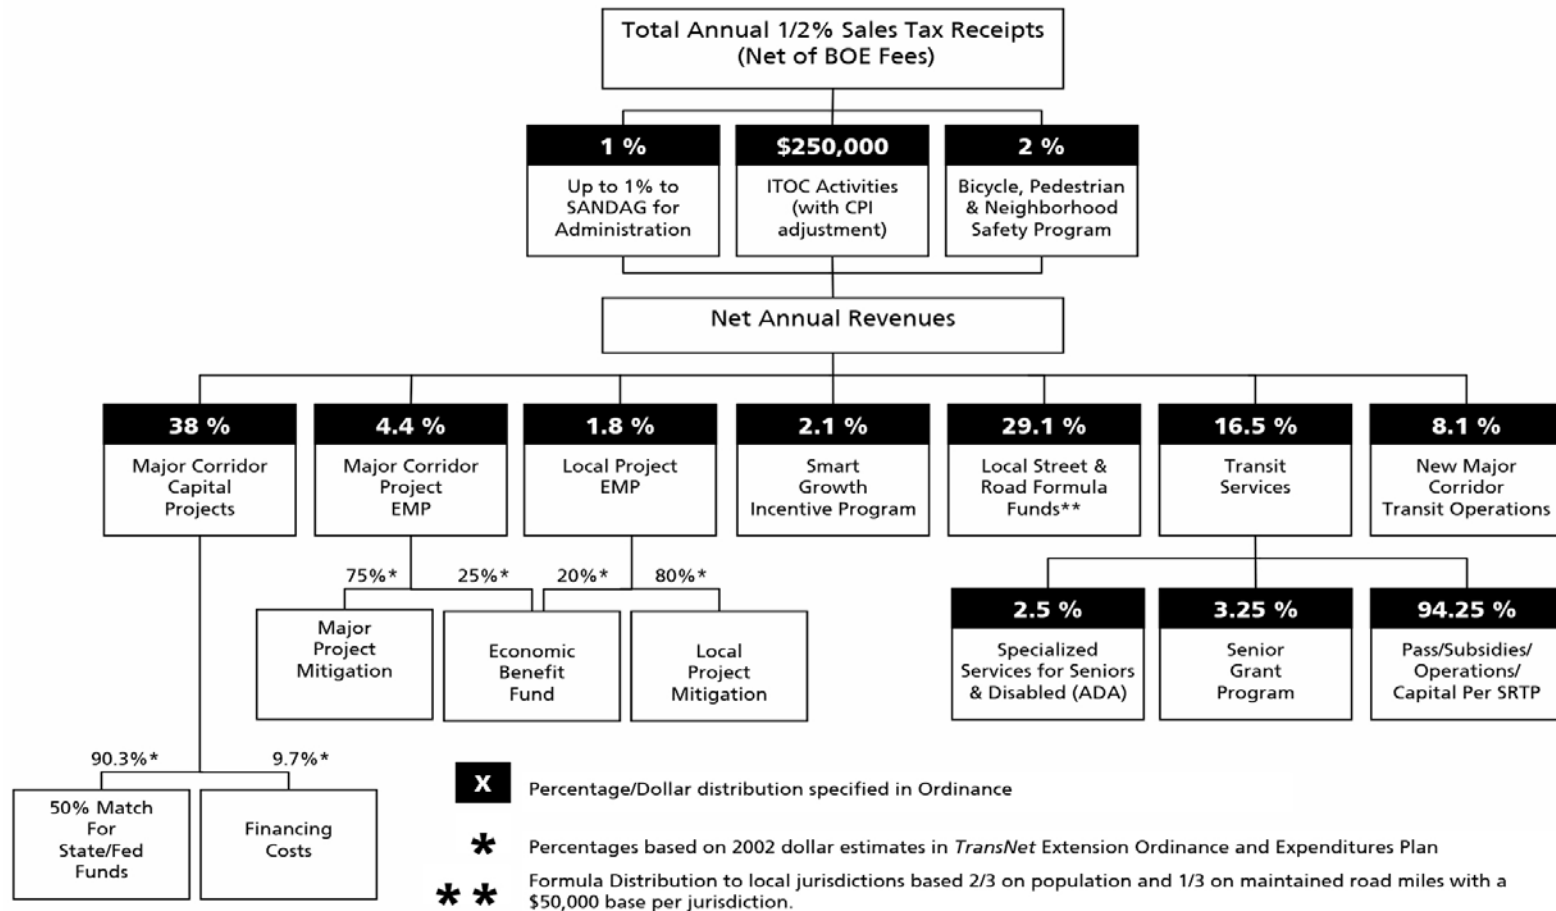 Total Annual 1/2% Sales Tax Receipts
(Net of BOE Fees)
1 %
Up to 1% to
SANDAG for
Administration
$250,000
ITOC Activities
(with CPI
adjustment)
2 %
Bicycle, Pedestrian
& Neighborhood
Safety Program
Net Annual Revenues
38 %
Major Corridor
Capital
Projects
4.4 %
Major Corridor
Project
EMP
1.8 %
Local Project
EMP
2.1 %
Smart
Growth
Incentive Program
29.1 %
Local Street &
Road Formula
Funds**
16.5 %
Transit
Services
8.1 %
New Major
Corridor
Transit Operations
75%*
25%*
20%*
80%*
Major
Project
Mitigation
Economic
Benefit
Fund
Local
Project
Mitigation
2.5 %
Specialized
Services for Seniors
& Disabled (ADA)
3.25 %
Senior
Grant
Program
94.25 %
Pass/Subsidies/
Operations/
Capital Per SRTP
90.3%*
9.7%*
50% Match
For
State/Fed
Funds
Financing
Costs
X Percentage/Dollar distribution specified in Ordinance
* Percentages based on 2002 dollar estimates in TransNet Extension Ordinance and Expenditures Plan
* * Formula Distribution to local jurisdictions based 2/3 on population and 1/3 on maintained road miles with a
$50,000 base per jurisdiction.